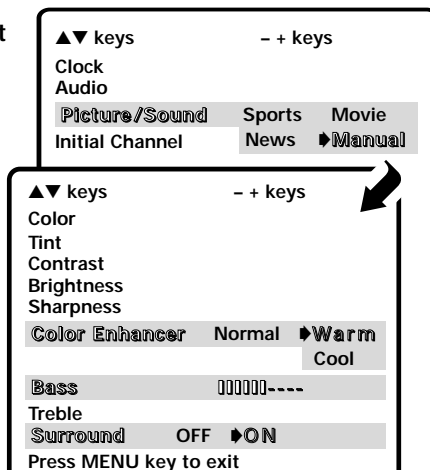 t
▲▼ keys – + keys
Clock
Audio
Picture/Sound Sports Movie
Initial Channel News ➧Manual
▲▼ keys – + keys
Color
Tint
Contrast
Brightness
Sharpness
Color Enhancer Normal ➧Warm
Cool
Bass ▯▯▯▯▯▯----
Treble
Surround OFF ➧ON
Press MENU key to exit